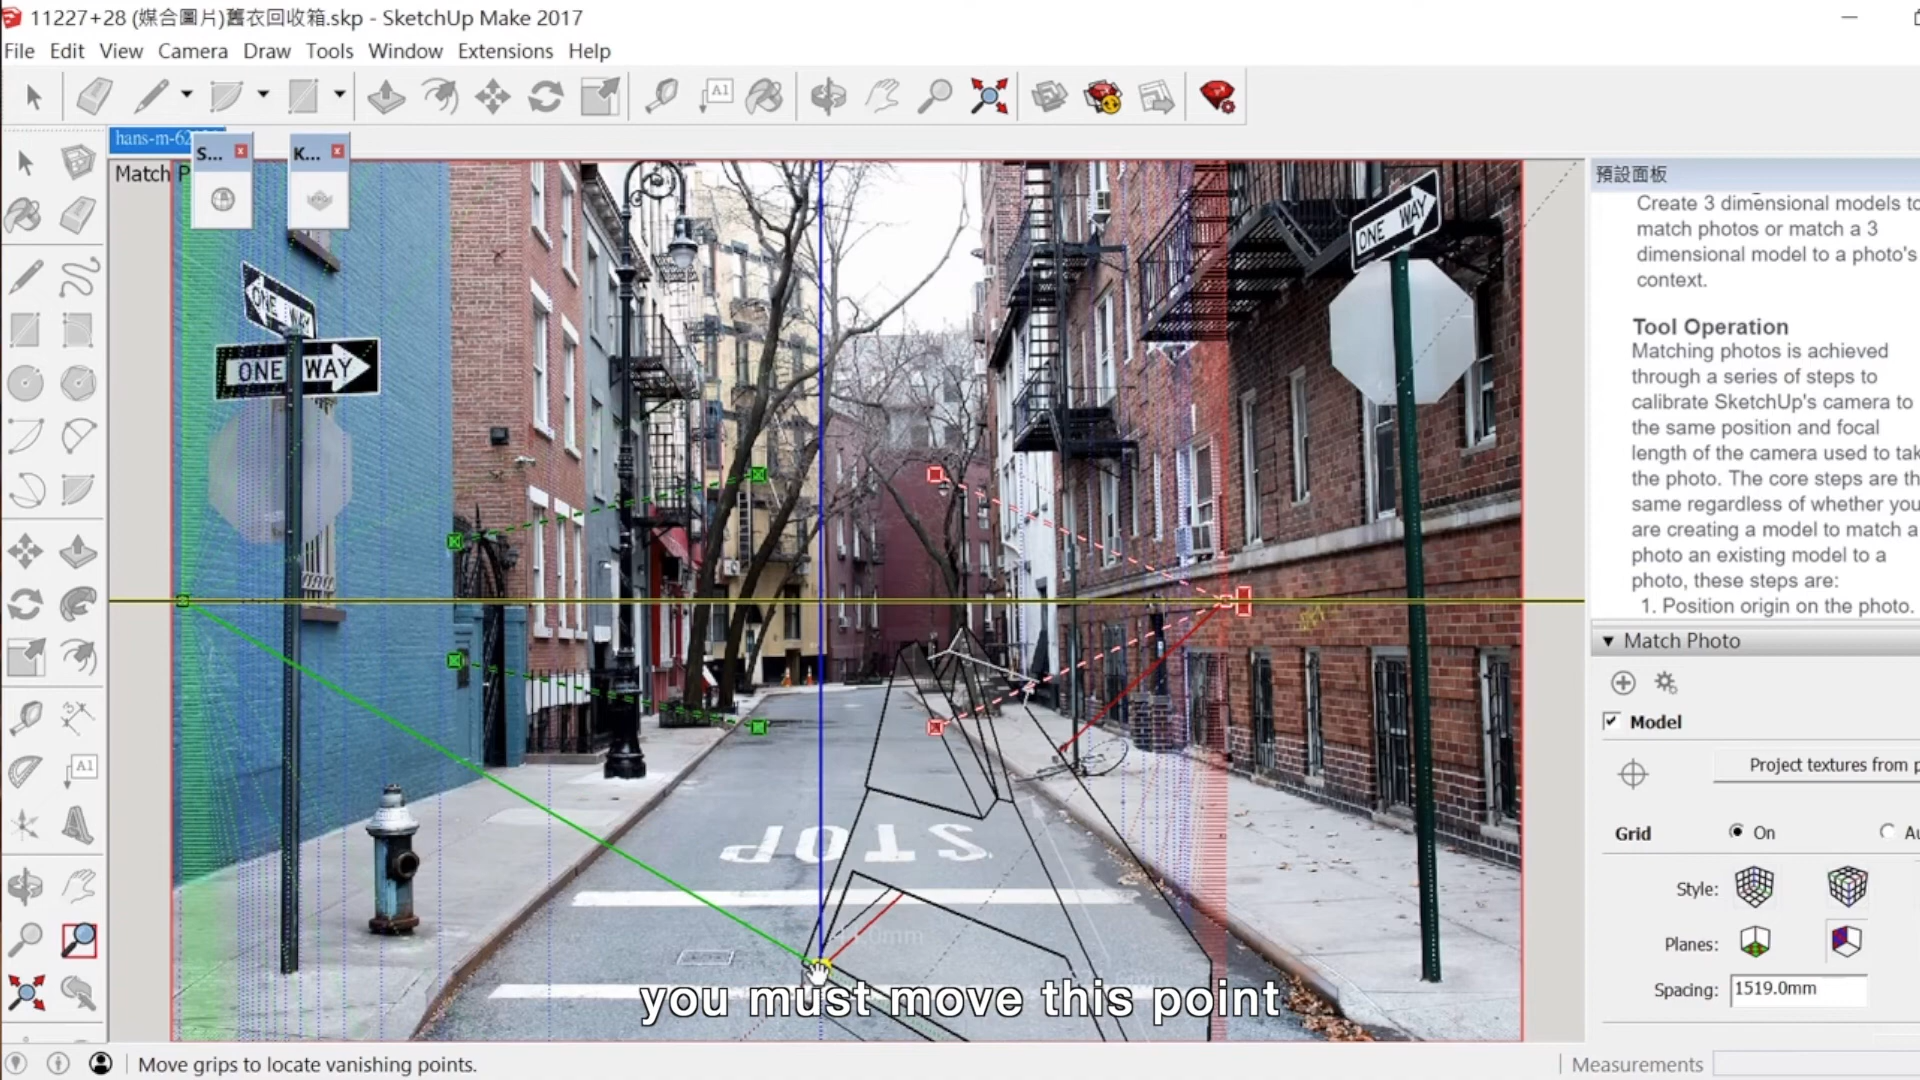 11227+28 (媒合圖片)舊衣回收箱.skp - SketchUp Make 2017
File Edit View Camera Draw Tools Window Extensions Help
A1
hans-m-62
S...
K...
Match P
預設面板
Create 3 dimensional models to
match photos or match a 3
dimensional model to a photo's
context.
Tool Operation
Matching photos is achieved
through a series of steps to
calibrate SketchUp's camera to
the same position and focal
length of the camera used to tak
the photo. The core steps are th
same regardless of whether you
are creating a model to match a
photo an existing model to a
photo, these steps are:
1. Position origin on the photo.
ONE WAY
ONE WAY
ONE WAY
STOP
Match Photo
Model
Project textures from p
Grid On Au
Style:
Planes:
Spacing: 1519.0mm
A1
you must move this point
Move grips to locate vanishing points.
Measurements